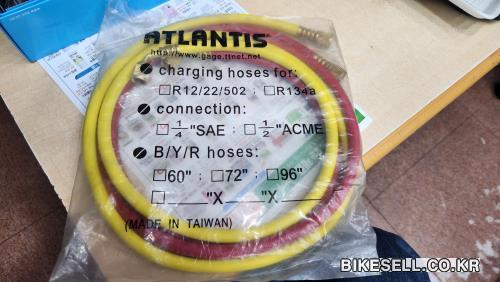 ATLANTIS®
http://www.gage.ttnet.net
charging hoses for:
R12/22/502 ; R134a
connection:
1/4"SAE ; 1/2"ACME
B/Y/R hoses:
60" ; 72" ; 96"
"X "X
(MADE IN TAIWAN)
BIKESELL.CO.KR